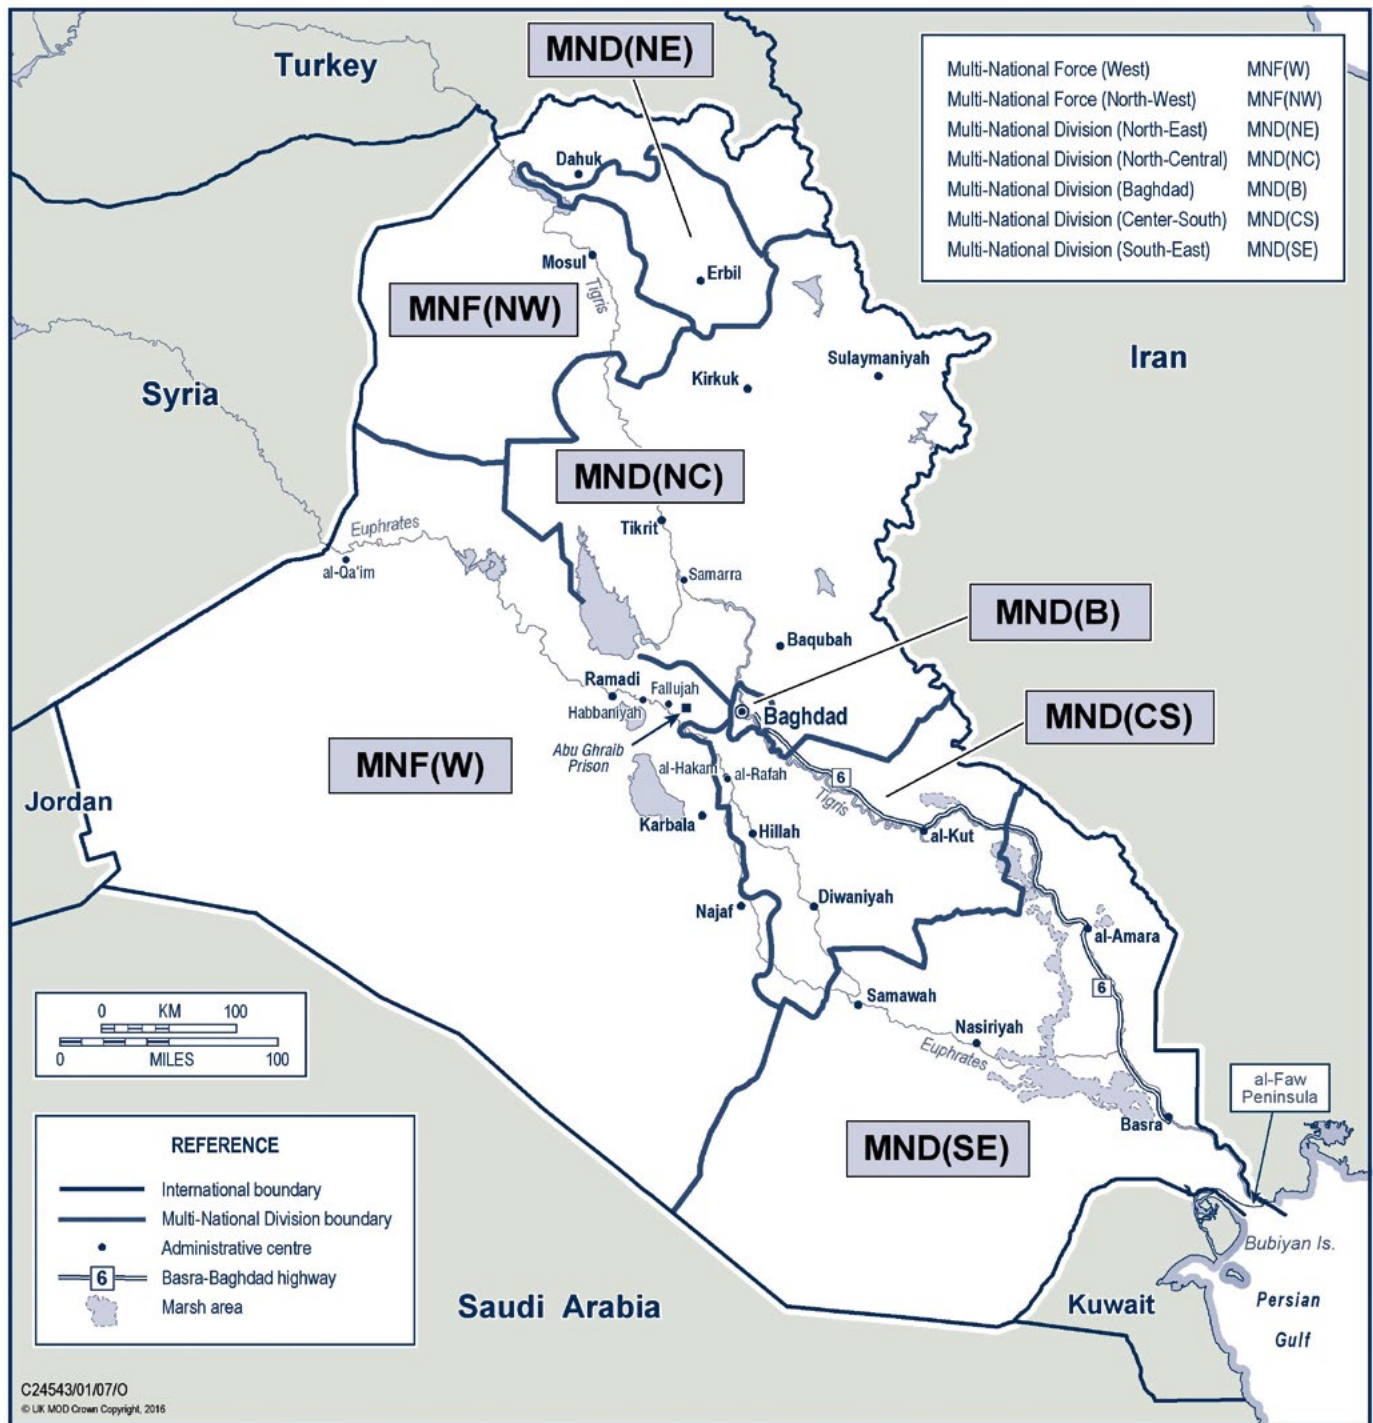 MND(NE)
Turkey
Multi-National Force (West) MNF(W)
Multi-National Force (North-West) MNF(NW)
Multi-National Division (North-East) MND(NE)
Multi-National Division (North-Central) MND(NC)
Multi-National Division (Baghdad) MND(B)
Multi-National Division (Center-South) MND(CS)
Multi-National Division (South-East) MND(SE)
Dahuk
Mosul
Erbil
Tigris
MNF(NW)
Iran
Sulaymaniyah
Kirkuk
Syria
MND(NC)
Euphrates
Tikrit
al-Qa'im
Samarra
MND(B)
Baqubah
Ramadi
Fallujah
Habbaniyah
Baghdad
MND(CS)
Abu Ghraib
Prison
MNF(W)
al-Hakam
al-Rafah
6
Tigris
Jordan
Karbala
Hillah
al-Kut
Najaf
Diwaniyah
al-Amara
6
Samawah
Nasiriyah
Euphrates
0 KM 100
0 MILES 100
al-Faw
Peninsula
Basra
MND(SE)
REFERENCE
International boundary
Multi-National Division boundary
Administrative centre
6 Basra-Baghdad highway
Marsh area
Bubiyan Is.
Saudi Arabia
Kuwait
Persian
Gulf
C24543/01/07/O
© UK MOD Crown Copyright, 2016